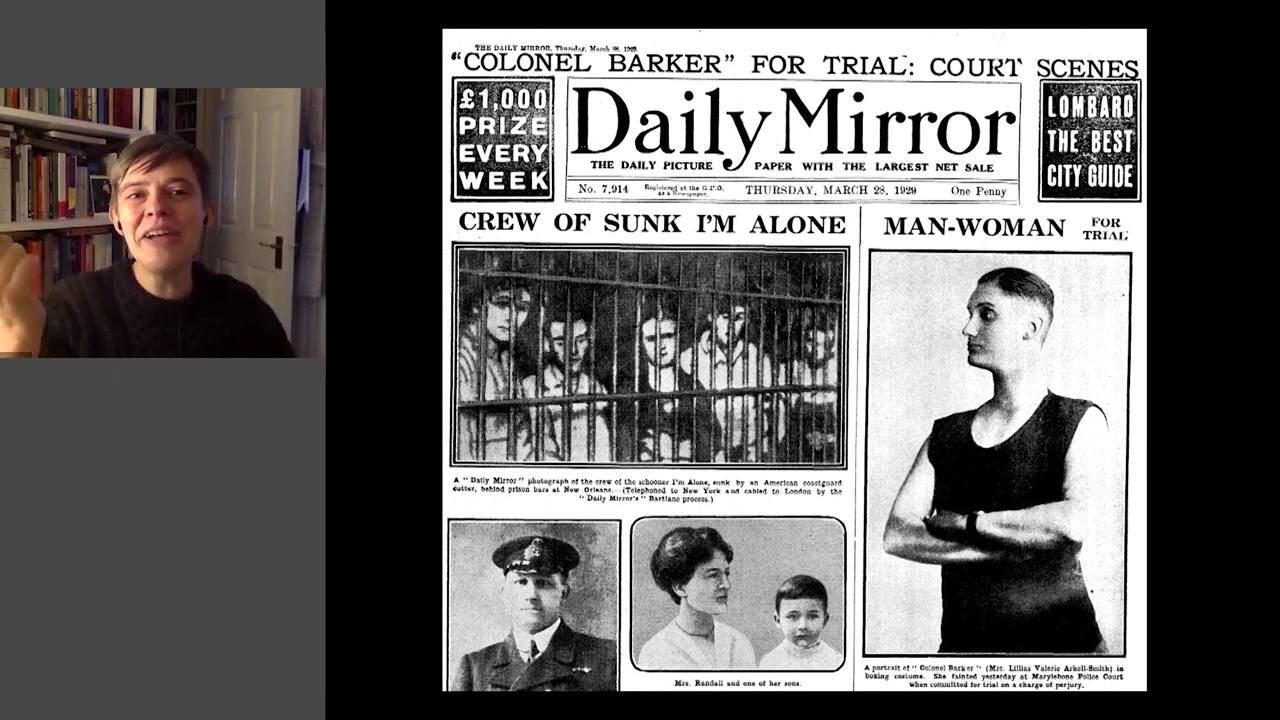 THE DAILY MIRROR, Thursday, March 28, 1929.
"COLONEL BARKER" FOR TRIAL: COURT SCENES
£1,000
PRIZE
EVERY
WEEK
Daily Mirror
THE DAILY PICTURE PAPER WITH THE LARGEST NET SALE
LOMBARD
THE BEST
CITY GUIDE
No. 7,914
Registered at the G.P.O.
as a Newspaper.
THURSDAY, MARCH 28, 1929
One Penny
CREW OF SUNK I'M ALONE
A "Daily Mirror" photograph of the crew of the schooner I'm Alone, sunk by an American coastguard
cutter, behind prison bars at New Orleans.—(Telephoned to New York and cabled to London by the
"Daily Mirror's" Bartlane process.)
Mrs. Randall and one of her sons.
MAN-WOMAN FOR
TRIAL
A portrait of "Colonel Barker" (Mrs. Lillias Valerie Arkell-Smith) in
boxing costume. She fainted yesterday at Marylebone Police Court
when committed for trial on a charge of perjury.